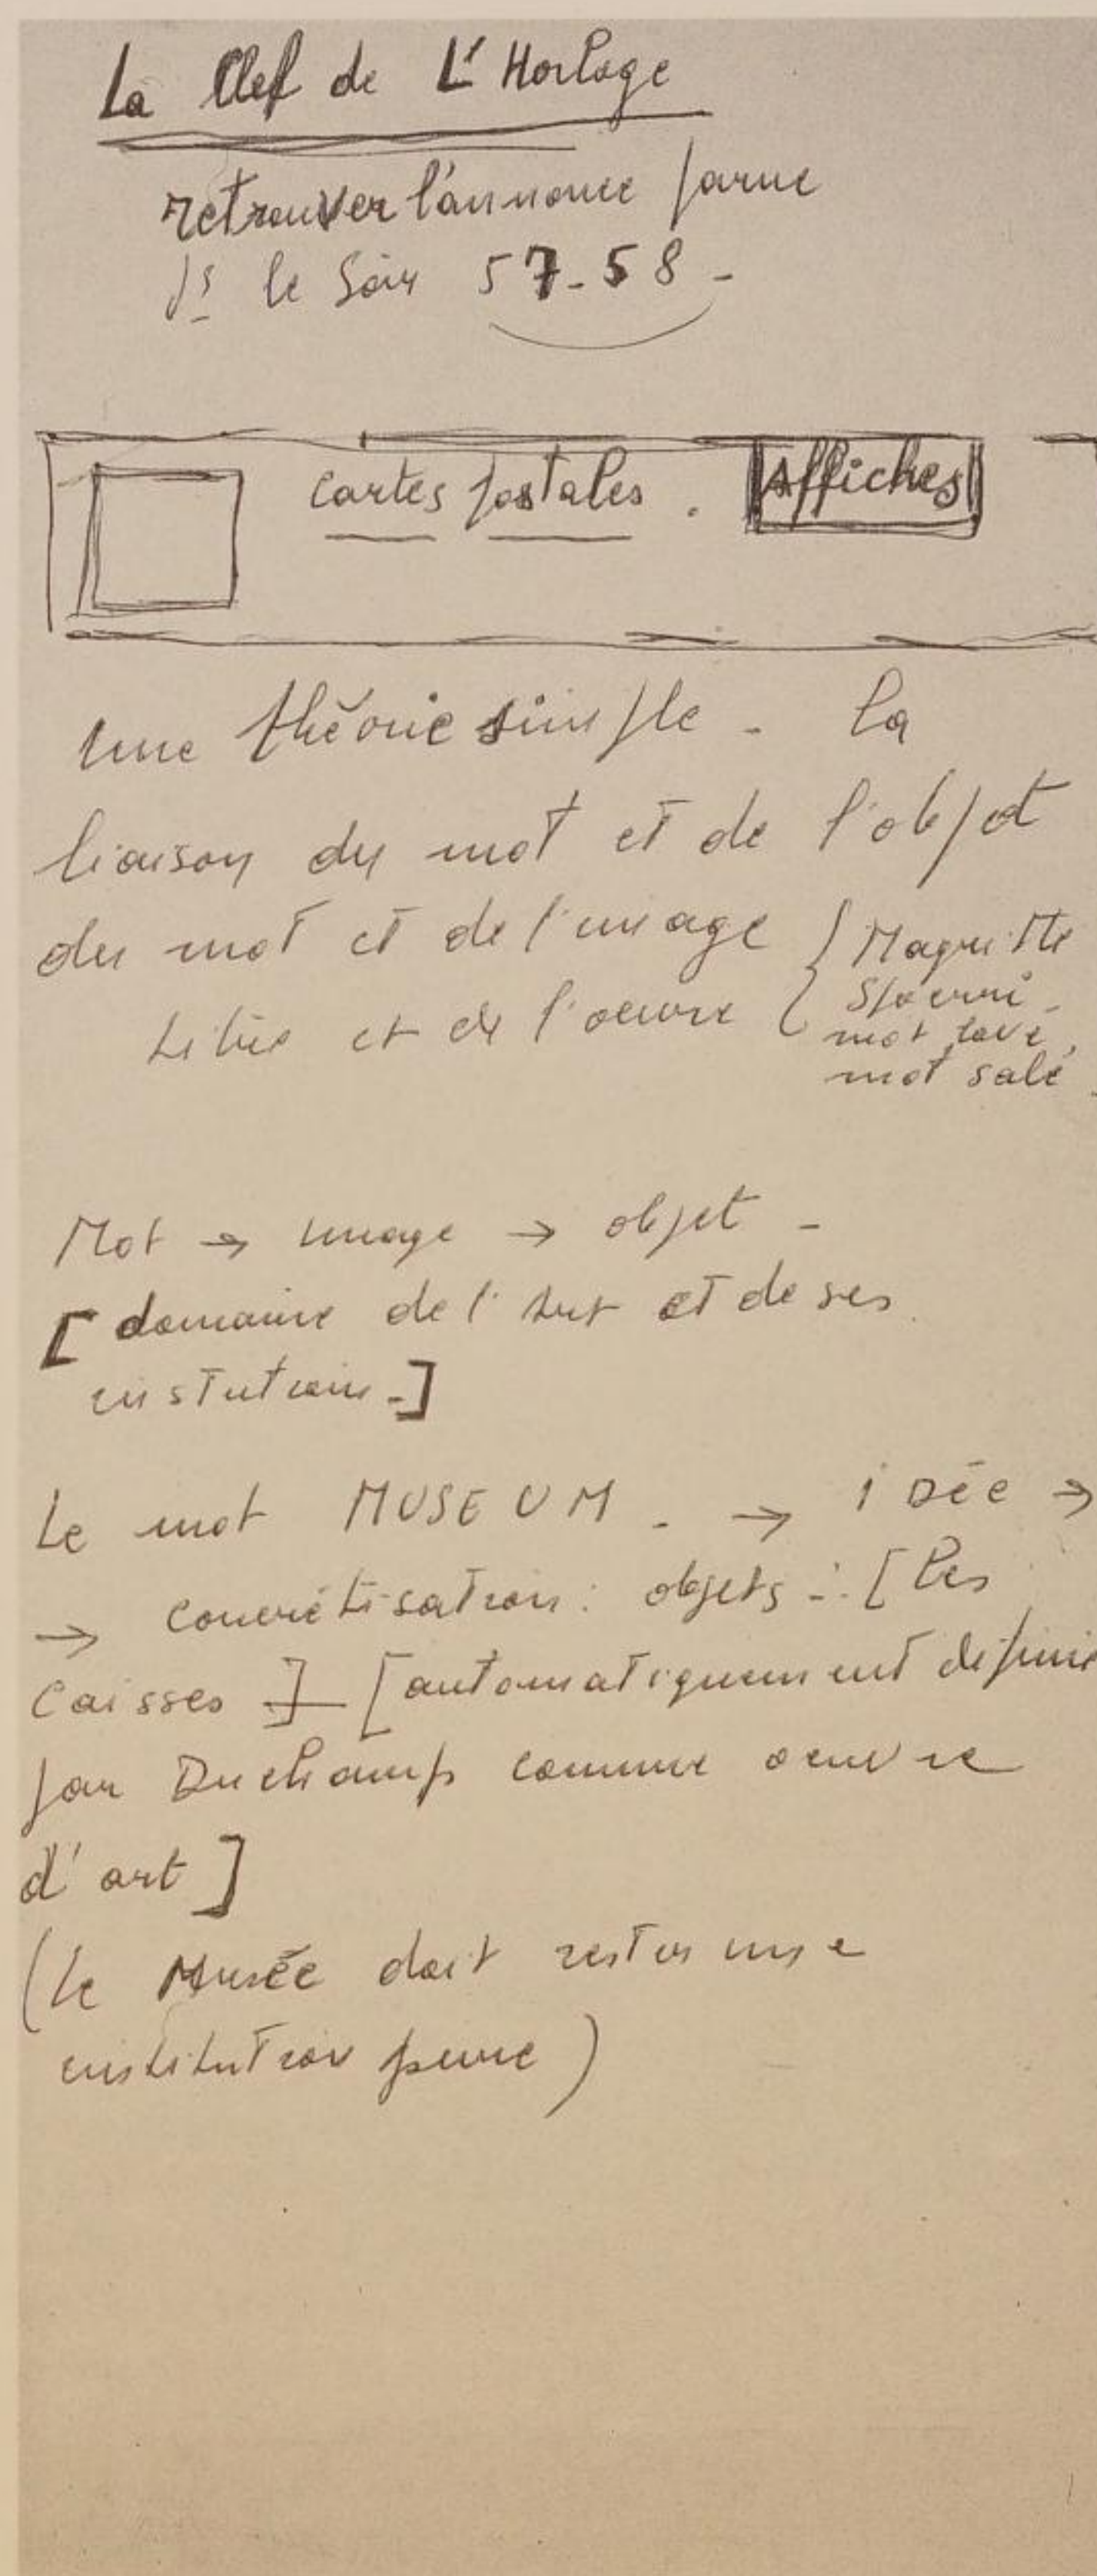 La Clef de L'Horloge
retrouver l'annonce parue
ds le Soir 57-58 -
cartes postales. Affiches
une théorie simple - la
liaison du mot et de l'objet
du mot et de l'image { Magritte
Spoerri -
titre et de l'oeuvre mot lavé,
mot sale
Mot → image → objet -
[domaine de l'art et de ses
institutions -]
Le mot MUSEUM - → idée →
→ concrétisation: objets: [les
caisses] [automatiquement définie
par Duchamp comme oeuvre
d'art]
(le Musée doit rester une
institution pure)